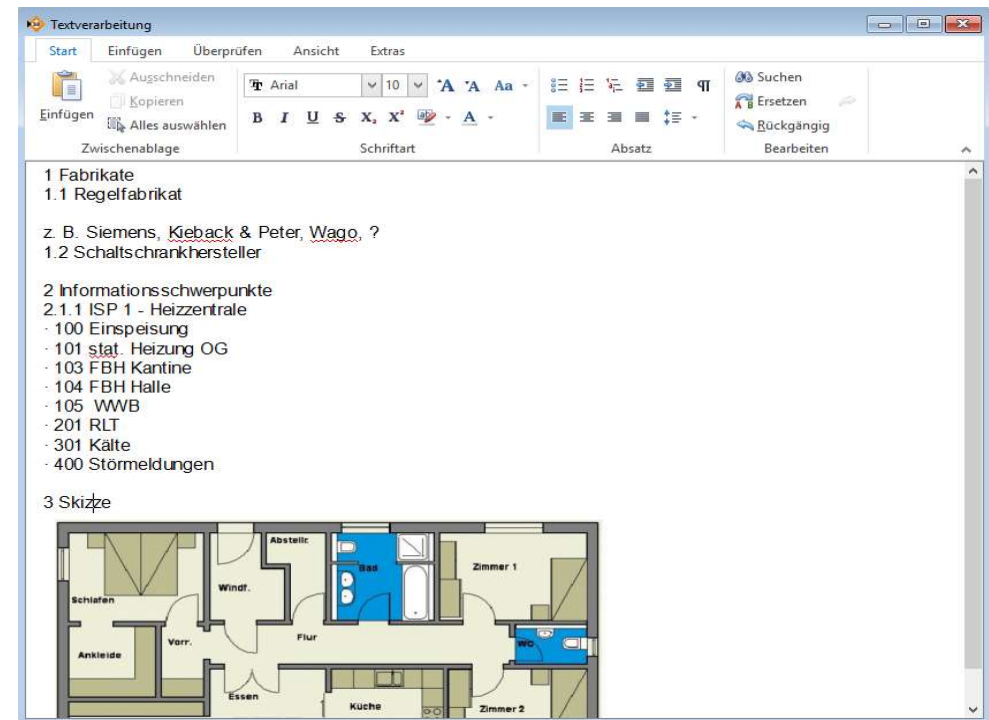 Textverarbeitung
Start Einfügen Überprüfen Ansicht Extras
Einfügen
Ausschneiden
Kopieren
Alles auswählen
Zwischenablage
Arial 10 A A Aa
B I U S X, X² A
Schriftart
¶
Absatz
Suchen
Ersetzen
Rückgängig
Bearbeiten
1 Fabrikate
1.1 Regelfabrikat
z. B. Siemens, Kieback & Peter, Wago, ?
1.2 Schaltschrankhersteller
2 Informationsschwerpunkte
2.1.1 ISP 1 - Heizzentrale
· 100 Einspeisung
· 101 stat. Heizung OG
· 103 FBH Kantine
· 104 FBH Halle
· 105  WWB
· 201 RLT
· 301 Kälte
· 400 Störmeldungen
3 Skizze
Abstellr.
Bad
Zimmer 1
Windf.
Schlafen
Flur
Vorr.
WC
Ankleide
Essen
Küche
Zimmer 2